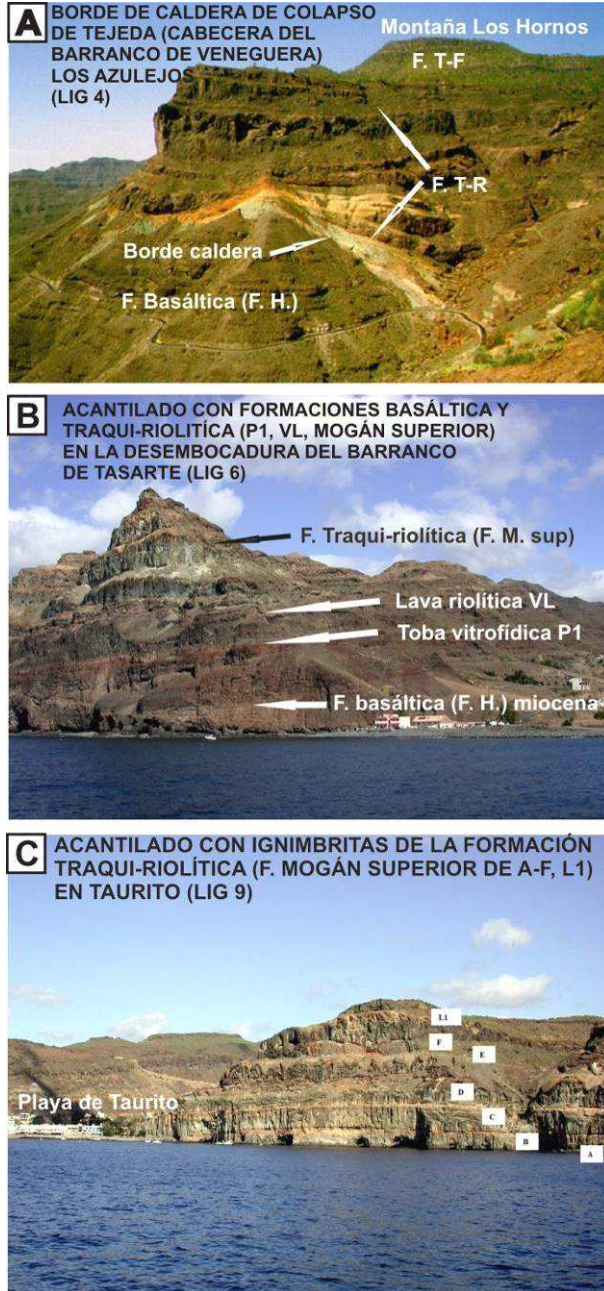 A
BORDE DE CALDERA DE COLAPSO
DE TEJEDA (CABECERA DEL
BARRANCO DE VENEGUERA)
LOS AZULEJOS
(LIG 4)
Montaña Los Hornos
F. T-F
F. T-R
Borde caldera
F. Basáltica (F. H.)
B
ACANTILADO CON FORMACIONES BASÁLTICA Y
TRAQUI-RIOLITÍCA (P1, VL, MOGÁN SUPERIOR)
EN LA DESEMBOCADURA DEL BARRANCO
DE TASARTE (LIG 6)
F. Traqui-riolítica (F. M. sup)
Lava riolítica VL
Toba vitrofídica P1
F. basáltica (F. H.) miocena
C
ACANTILADO CON IGNIMBRITAS DE LA FORMACIÓN
TRAQUI-RIOLÍTICA (F. MOGÁN SUPERIOR DE A-F, L1)
EN TAURITO (LIG 9)
L1
F
E
D
Playa de Taurito
C
B
A